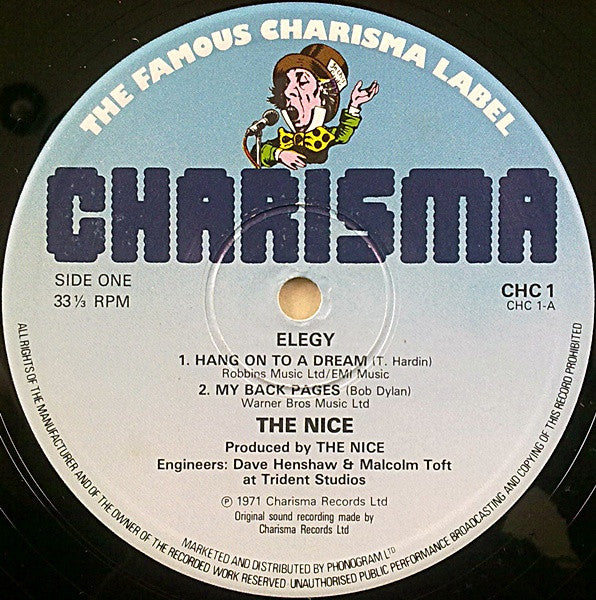 THE FAMOUS CHARISMA LABEL
CHARISMA
SIDE ONE
33⅓ RPM
CHC 1
CHC 1-A
ELEGY
1. HANG ON TO A DREAM (T. Hardin)
Robbins Music Ltd/EMI Music
2. MY BACK PAGES (Bob Dylan)
Warner Bros Music Ltd
THE NICE
Produced by THE NICE
Engineers: Dave Henshaw & Malcolm Toft
at Trident Studios
℗ 1971 Charisma Records Ltd
Original sound recording made by
Charisma Records Ltd
MARKETED AND DISTRIBUTED BY PHONOGRAM LTD
ALL RIGHTS OF THE MANUFACTURER AND OF THE OWNER OF THE RECORDED WORK RESERVED · UNAUTHORISED PUBLIC PERFORMANCE BROADCASTING AND COPYING OF THIS RECORD PROHIBITED